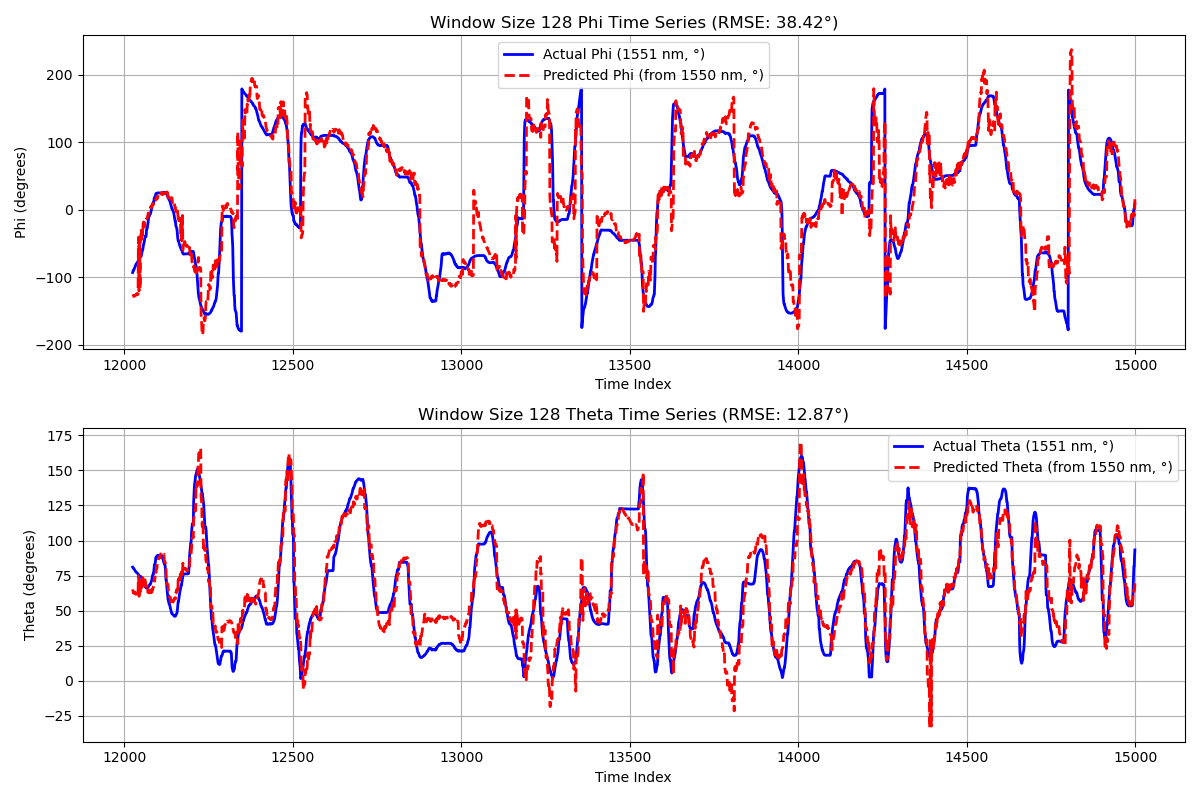 Window Size 128 Phi Time Series (RMSE: 38.42°)
Actual Phi (1551 nm, °)
Predicted Phi (from 1550 nm, °)
Phi (degrees)
200
100
0
−100
−200
12000
12500
13000
13500
14000
14500
15000
Time Index
Window Size 128 Theta Time Series (RMSE: 12.87°)
Actual Theta (1551 nm, °)
Predicted Theta (from 1550 nm, °)
Theta (degrees)
175
150
125
100
75
50
25
0
−25
12000
12500
13000
13500
14000
14500
15000
Time Index